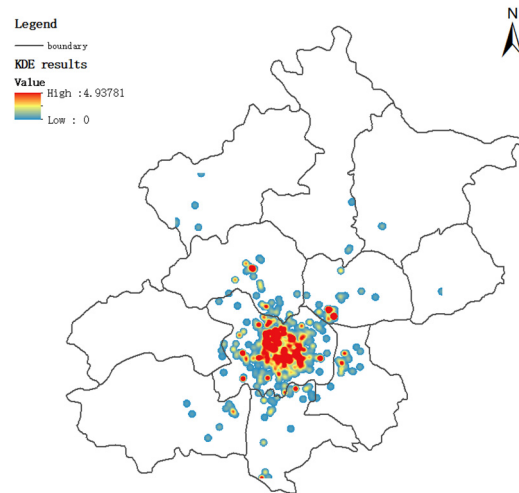 Legend
N
boundary
KDE results
Value
High :4.93781
Low : 0